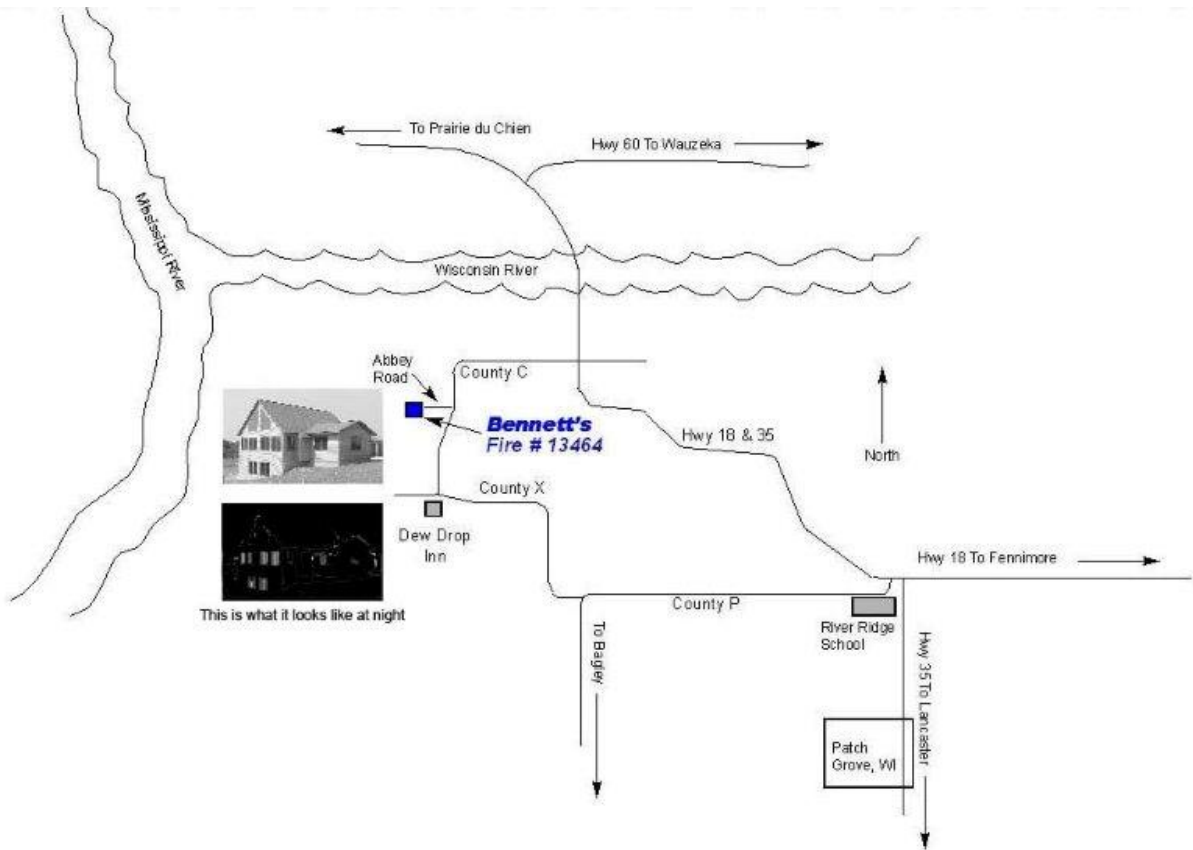 To Prairie du Chien
Hwy 60 To Wauzeka
Mississippi River
Wisconsin River
Abbey
Road
County C
Bennett's
Fire # 13464
Hwy 18 & 35
North
County X
Dew Drop
Inn
This is what it looks like at night
Hwy 18 To Fennimore
County P
River Ridge
School
To Bagley
Hwy 35 To Lancaster
Patch
Grove, WI